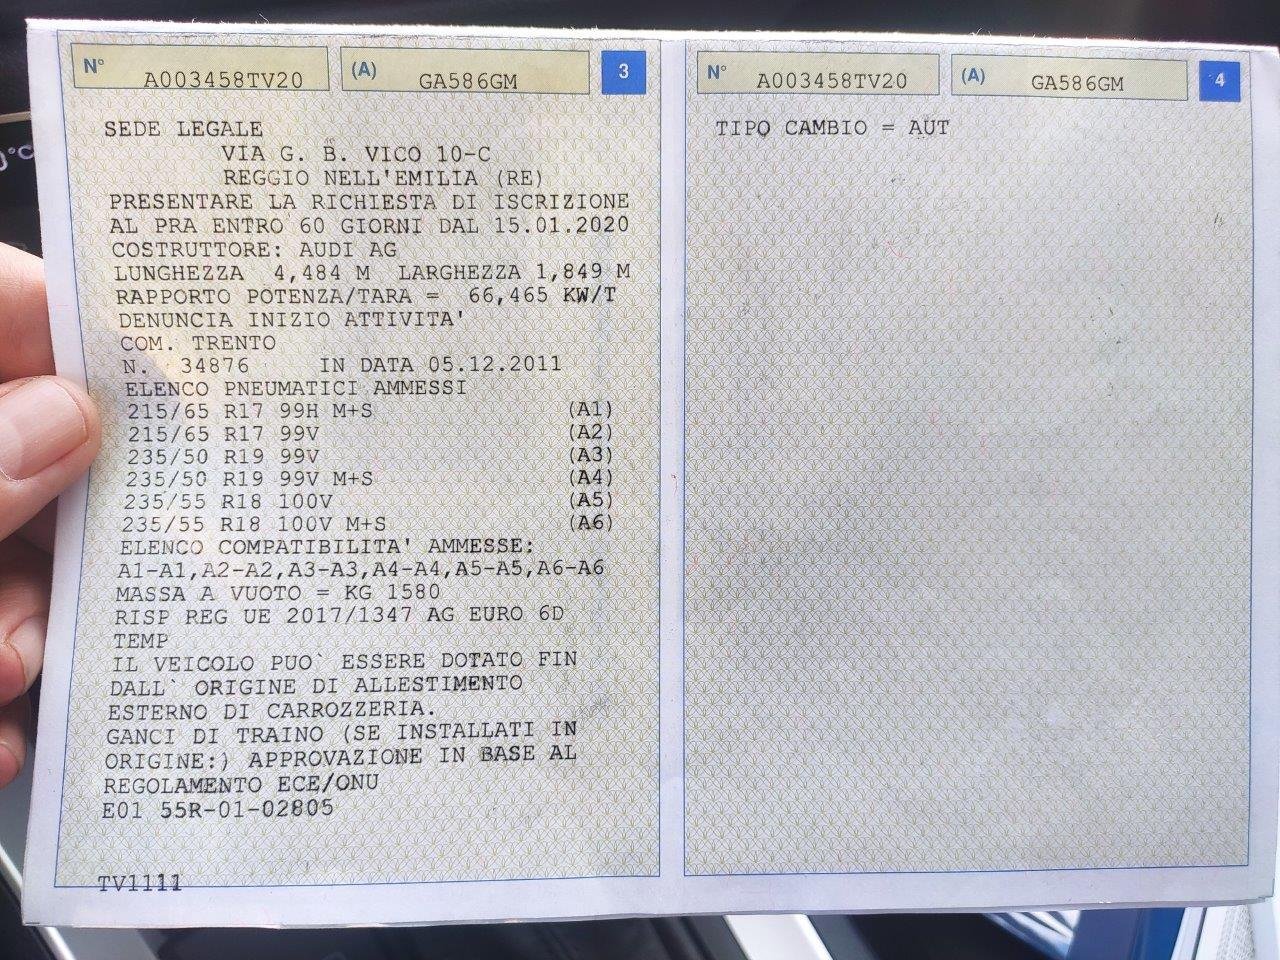 N° A003458TV20 (A) GA586GM 3
SEDE LEGALE
VIA G. B. VICO 10-C
REGGIO NELL'EMILIA (RE)
PRESENTARE LA RICHIESTA DI ISCRIZIONE
AL PRA ENTRO 60 GIORNI DAL 15.01.2020
COSTRUTTORE: AUDI AG
LUNGHEZZA 4,484 M LARGHEZZA 1,849 M
RAPPORTO POTENZA/TARA = 66,465 KW/T
DENUNCIA INIZIO ATTIVITA'
COM. TRENTO
N. 34876 IN DATA 05.12.2011
ELENCO PNEUMATICI AMMESSI
215/65 R17 99H M+S (A1)
215/65 R17 99V (A2)
235/50 R19 99V (A3)
235/50 R19 99V M+S (A4)
235/55 R18 100V (A5)
235/55 R18 100V M+S (A6)
ELENCO COMPATIBILITA' AMMESSE:
A1-A1,A2-A2,A3-A3,A4-A4,A5-A5,A6-A6
MASSA A VUOTO = KG 1580
RISP REG UE 2017/1347 AG EURO 6D
TEMP
IL VEICOLO PUO` ESSERE DOTATO FIN
DALL` ORIGINE DI ALLESTIMENTO
ESTERNO DI CARROZZERIA.
GANCI DI TRAINO (SE INSTALLATI IN
ORIGINE:) APPROVAZIONE IN BASE AL
REGOLAMENTO ECE/ONU
E01 55R-01-02805
TV1111
N° A003458TV20 (A) GA586GM 4
TIPO CAMBIO = AUT